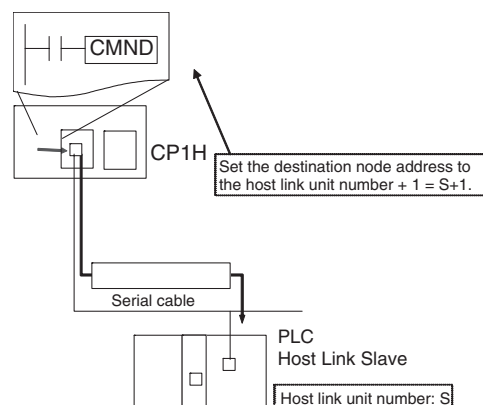 CMND
CP1H
Set the destination node address to
the host link unit number + 1 = S+1.
Serial cable
PLC
Host Link Slave
Host link unit number: S